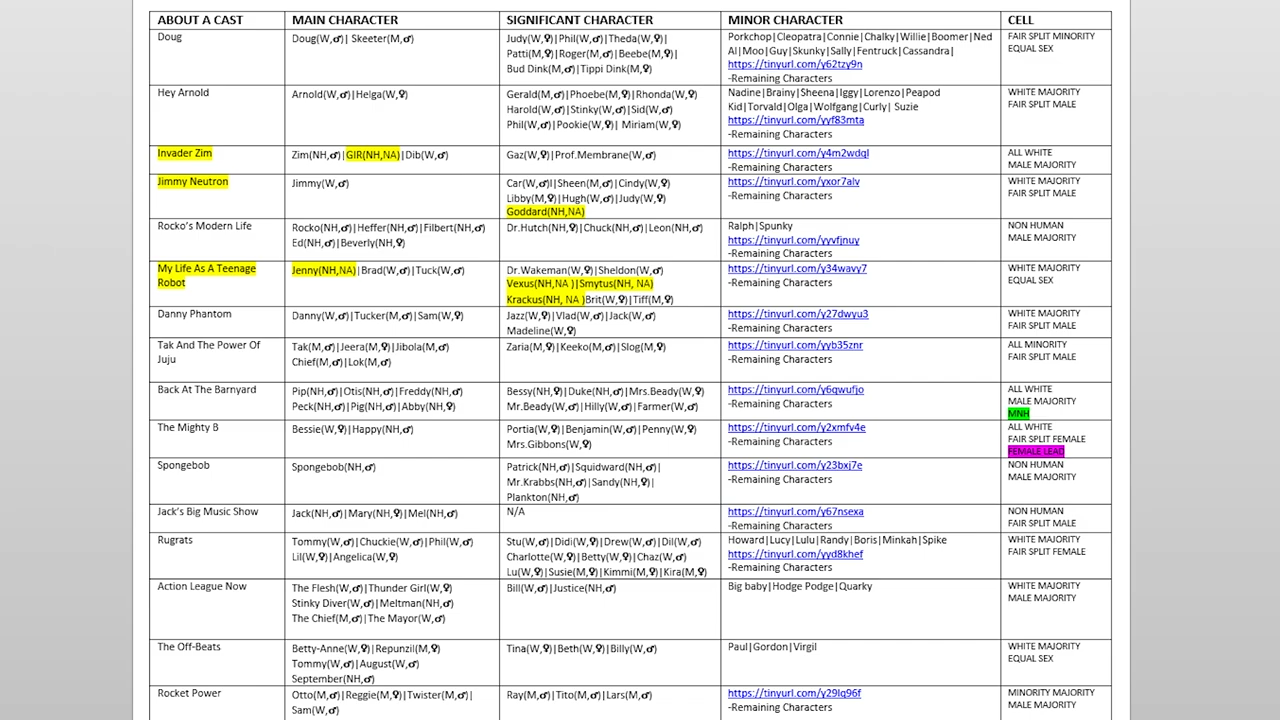 ABOUT A CAST MAIN CHARACTER SIGNIFICANT CHARACTER MINOR CHARACTER CELL
Doug
Doug(W,♂)| Skeeter(M,♂)
Judy(W,♀)|Phil(W,♂)|Theda(W,♀)|
Patti(M,♀)|Roger(M,♂)|Beebe(M,♀)|
Bud Dink(M,♂)|Tippi Dink(M,♀)
Porkchop|Cleopatra|Connie|Chalky|Willie|Boomer|Ned
Al|Moo|Guy|Skunky|Sally|Fentruck|Cassandra|
https://tinyurl.com/y62tzy9n
-Remaining Characters
FAIR SPLIT MINORITY
EQUAL SEX
Hey Arnold
Arnold(W,♂)|Helga(W,♀)
Gerald(M,♂)|Phoebe(M,♀)|Rhonda(W,♀)
Harold(W,♂)|Stinky(W,♂)|Sid(W,♂)
Phil(W,♂)|Pookie(W,♀)| Miriam(W,♀)
Nadine|Brainy|Sheena|Iggy|Lorenzo|Peapod
Kid|Torvald|Olga|Wolfgang|Curly| Suzie
https://tinyurl.com/yyf83mta
-Remaining Characters
WHITE MAJORITY
FAIR SPLIT MALE
Invader Zim
Zim(NH,♂)|GIR(NH,NA)|Dib(W,♂)
Gaz(W,♀)|Prof.Membrane(W,♂)
https://tinyurl.com/y4m2wdql
-Remaining Characters
ALL WHITE
MALE MAJORITY
Jimmy Neutron
Jimmy(W,♂)
Car(W,♂)|Sheen(M,♂)|Cindy(W,♀)
Libby(M,♀)|Hugh(W,♂)|Judy(W,♀)
Goddard(NH,NA)
https://tinyurl.com/yxor7alv
-Remaining Characters
WHITE MAJORITY
FAIR SPLIT MALE
Rocko's Modern Life
Rocko(NH,♂)|Heffer(NH,♂)|Filbert(NH,♂)
Ed(NH,♂)|Beverly(NH,♀)
Dr.Hutch(NH,♀)|Chuck(NH,♂)|Leon(NH,♂)
Ralph|Spunky
https://tinyurl.com/yyvfjnuy
-Remaining Characters
NON HUMAN
MALE MAJORITY
My Life As A Teenage
Robot
Jenny(NH,NA)|Brad(W,♂)|Tuck(W,♂)
Dr.Wakeman(W,♀)|Sheldon(W,♂)
Vexus(NH,NA )|Smytus(NH, NA)
Krackus(NH, NA )Brit(W,♀)|Tiff(M,♀)
https://tinyurl.com/y34wavy7
-Remaining Characters
WHITE MAJORITY
EQUAL SEX
Danny Phantom
Danny(W,♂)|Tucker(M,♂)|Sam(W,♀)
Jazz(W,♀)|Vlad(W,♂)|Jack(W,♂)
Madeline(W,♀)
https://tinyurl.com/y27dwyu3
-Remaining Characters
WHITE MAJORITY
FAIR SPLIT MALE
Tak And The Power Of
Juju
Tak(M,♂)|Jeera(M,♀)|Jibola(M,♂)
Chief(M,♂)|Lok(M,♂)
Zaria(M,♀)|Keeko(M,♂)|Slog(M,♀)
https://tinyurl.com/yyb35znr
-Remaining Characters
ALL MINORITY
FAIR SPLIT MALE
Back At The Barnyard
Pip(NH,♂)|Otis(NH,♂)|Freddy(NH,♂)
Peck(NH,♂)|Pig(NH,♂)|Abby(NH,♀)
Bessy(NH,♀)|Duke(NH,♂)|Mrs.Beady(W,♀)
Mr.Beady(W,♂)|Hilly(W,♂)|Farmer(W,♂)
https://tinyurl.com/y6qwufjo
-Remaining Characters
ALL WHITE
MALE MAJORITY
MNH
The Mighty B
Bessie(W,♀)|Happy(NH,♂)
Portia(W,♀)|Benjamin(W,♂)|Penny(W,♀)
Mrs.Gibbons(W,♀)
https://tinyurl.com/y2xmfv4e
-Remaining Characters
ALL WHITE
FAIR SPLIT FEMALE
FEMALE LEAD
Spongebob
Spongebob(NH,♂)
Patrick(NH,♂)|Squidward(NH,♂)|
Mr.Krabbs(NH,♂)|Sandy(NH,♀)|
Plankton(NH,♂)
https://tinyurl.com/y23bxj7e
-Remaining Characters
NON HUMAN
MALE MAJORITY
Jack's Big Music Show
Jack(NH,♂)|Mary(NH,♀)|Mel(NH,♂)
N/A
https://tinyurl.com/y67nsexa
-Remaining Characters
NON HUMAN
FAIR SPLIT MALE
Rugrats
Tommy(W,♂)|Chuckie(W,♂)|Phil(W,♂)
Lil(W,♀)|Angelica(W,♀)
Stu(W,♂)|Didi(W,♀)|Drew(W,♂)|Dil(W,♂)
Charlotte(W,♀)|Betty(W,♀)|Chaz(W,♂)
Lu(W,♀)|Susie(M,♀)|Kimmi(M,♀)|Kira(M,♀)
Howard|Lucy|Lulu|Randy|Boris|Minkah|Spike
https://tinyurl.com/yyd8khef
-Remaining Characters
WHITE MAJORITY
FAIR SPLIT FEMALE
Action League Now
The Flesh(W,♂)|Thunder Girl(W,♀)
Stinky Diver(W,♂)|Meltman(NH,♂)
The Chief(M,♂)|The Mayor(W,♂)
Bill(W,♂)|Justice(NH,♂)
Big baby|Hodge Podge|Quarky
WHITE MAJORITY
MALE MAJORITY
The Off-Beats
Betty-Anne(W,♀)|Repunzil(M,♀)
Tommy(W,♂)|August(W,♂)
September(NH,♂)
Tina(W,♀)|Beth(W,♀)|Billy(W,♂)
Paul|Gordon|Virgil
WHITE MAJORITY
EQUAL SEX
Rocket Power
Otto(M,♂)|Reggie(M,♀)|Twister(M,♂)|
Sam(W,♂)
Ray(M,♂)|Tito(M,♂)|Lars(M,♂)
https://tinyurl.com/y29lq96f
-Remaining Characters
MINORITY MAJORITY
MALE MAJORITY